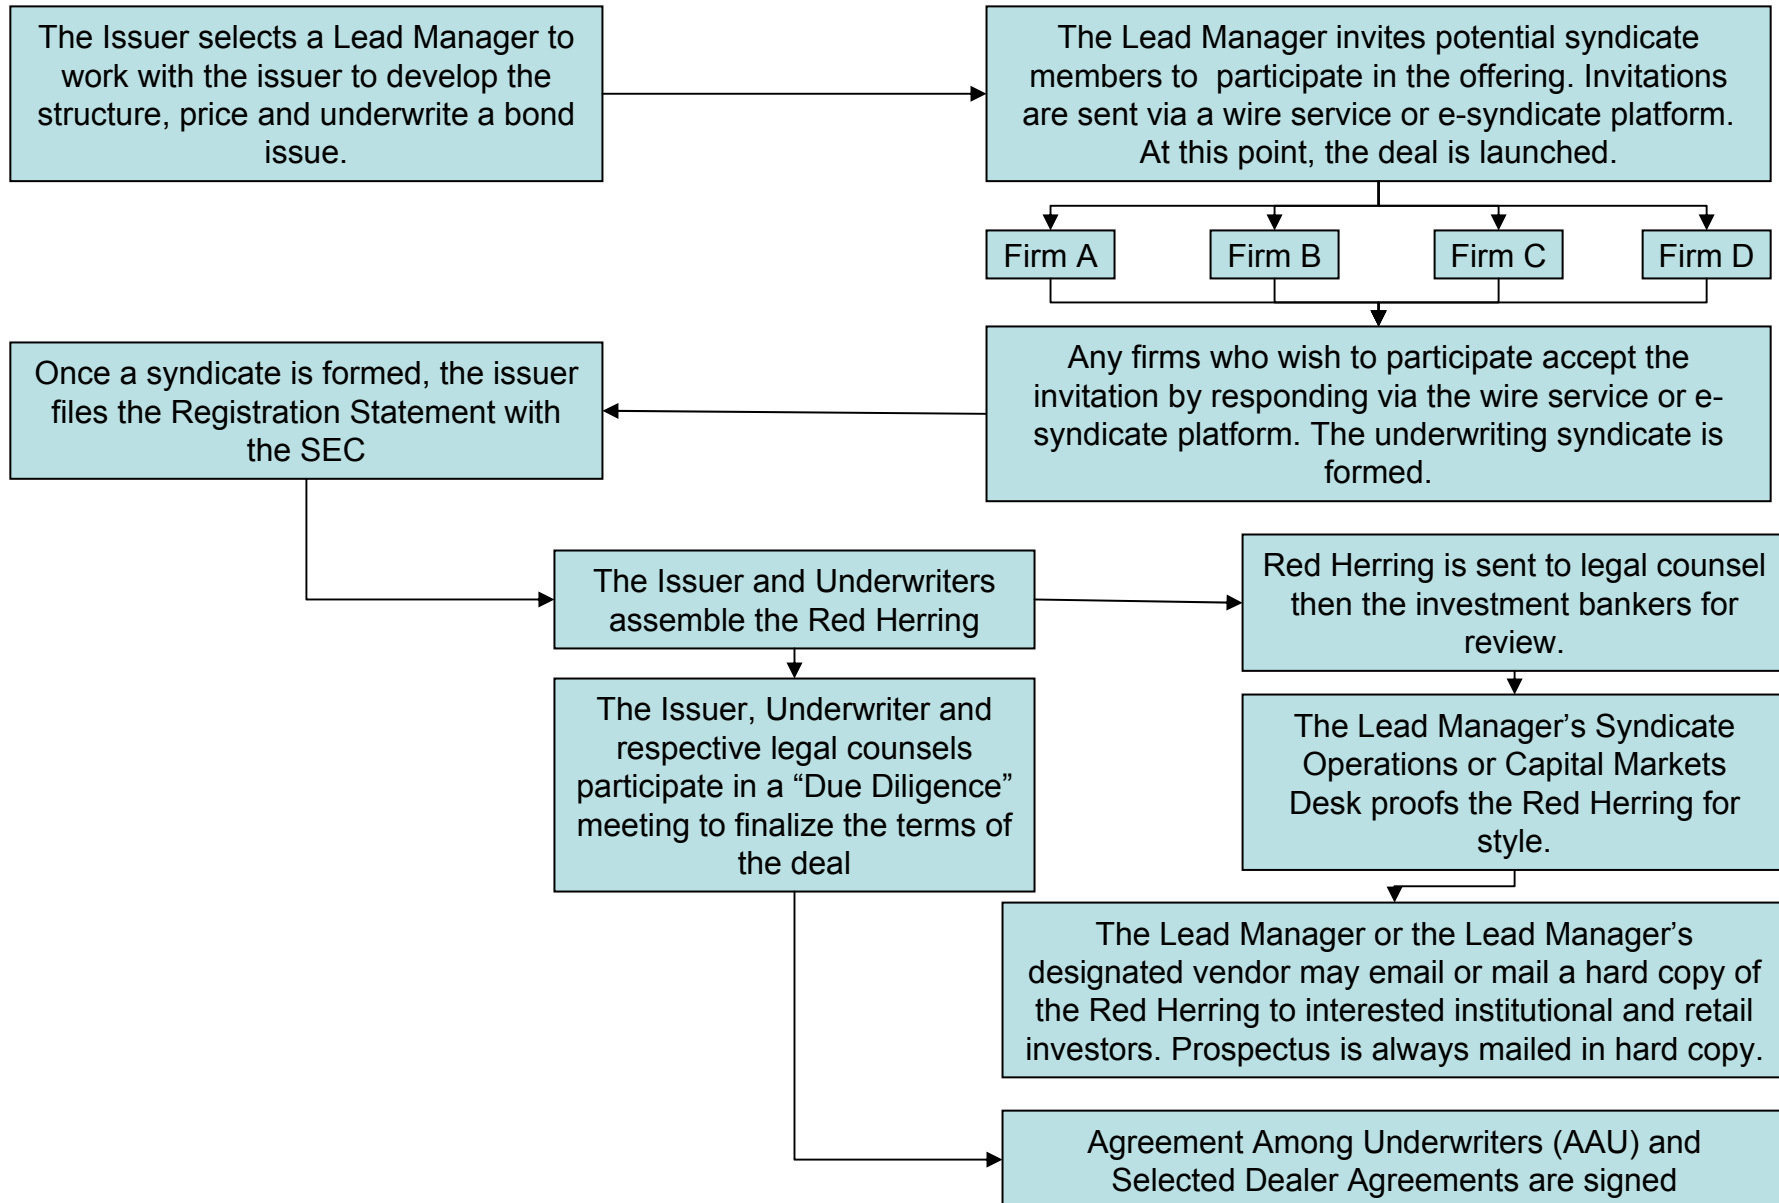 The Issuer selects a Lead Manager to
work with the issuer to develop the
structure, price and underwrite a bond
issue.
The Lead Manager invites potential syndicate
members to  participate in the offering. Invitations
are sent via a wire service or e-syndicate platform.
At this point, the deal is launched.
Firm A
Firm B
Firm C
Firm D
Any firms who wish to participate accept the
invitation by responding via the wire service or e-
syndicate platform. The underwriting syndicate is
formed.
Once a syndicate is formed, the issuer
files the Registration Statement with
the SEC
The Issuer and Underwriters
assemble the Red Herring
Red Herring is sent to legal counsel
then the investment bankers for
review.
The Issuer, Underwriter and
respective legal counsels
participate in a “Due Diligence”
meeting to finalize the terms of
the deal
The Lead Manager’s Syndicate
Operations or Capital Markets
Desk proofs the Red Herring for
style.
The Lead Manager or the Lead Manager’s
designated vendor may email or mail a hard copy of
the Red Herring to interested institutional and retail
investors. Prospectus is always mailed in hard copy.
Agreement Among Underwriters (AAU) and
Selected Dealer Agreements are signed